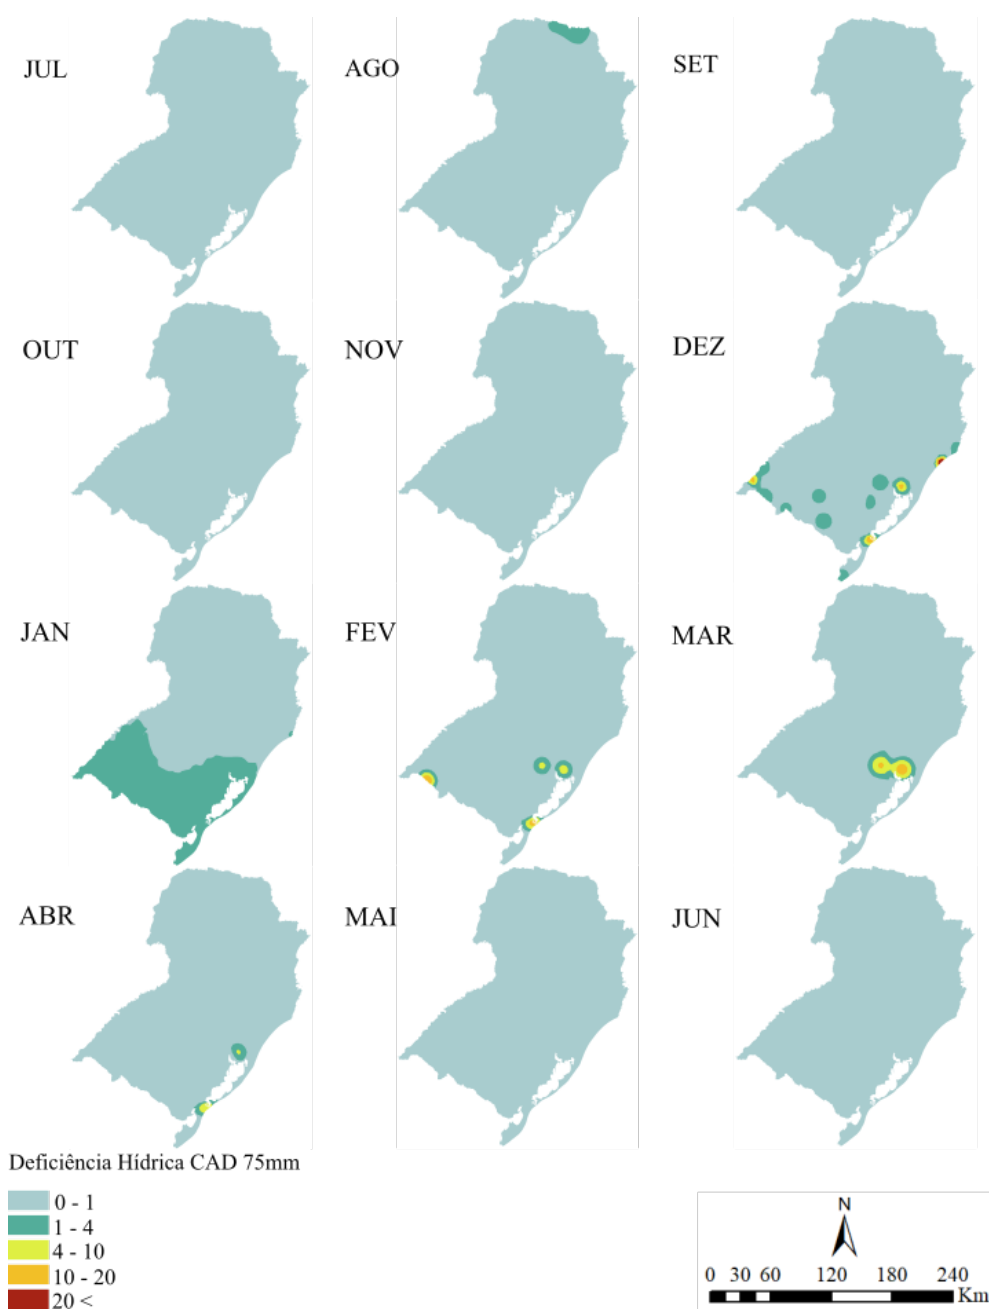 JUL
AGO
SET
OUT
NOV
DEZ
JAN
FEV
MAR
ABR
MAI
JUN
Deficiência Hídrica CAD 75mm
0 - 1
1 - 4
4 - 10
10 - 20
20 <
N
0 30 60 120 180 240
Km